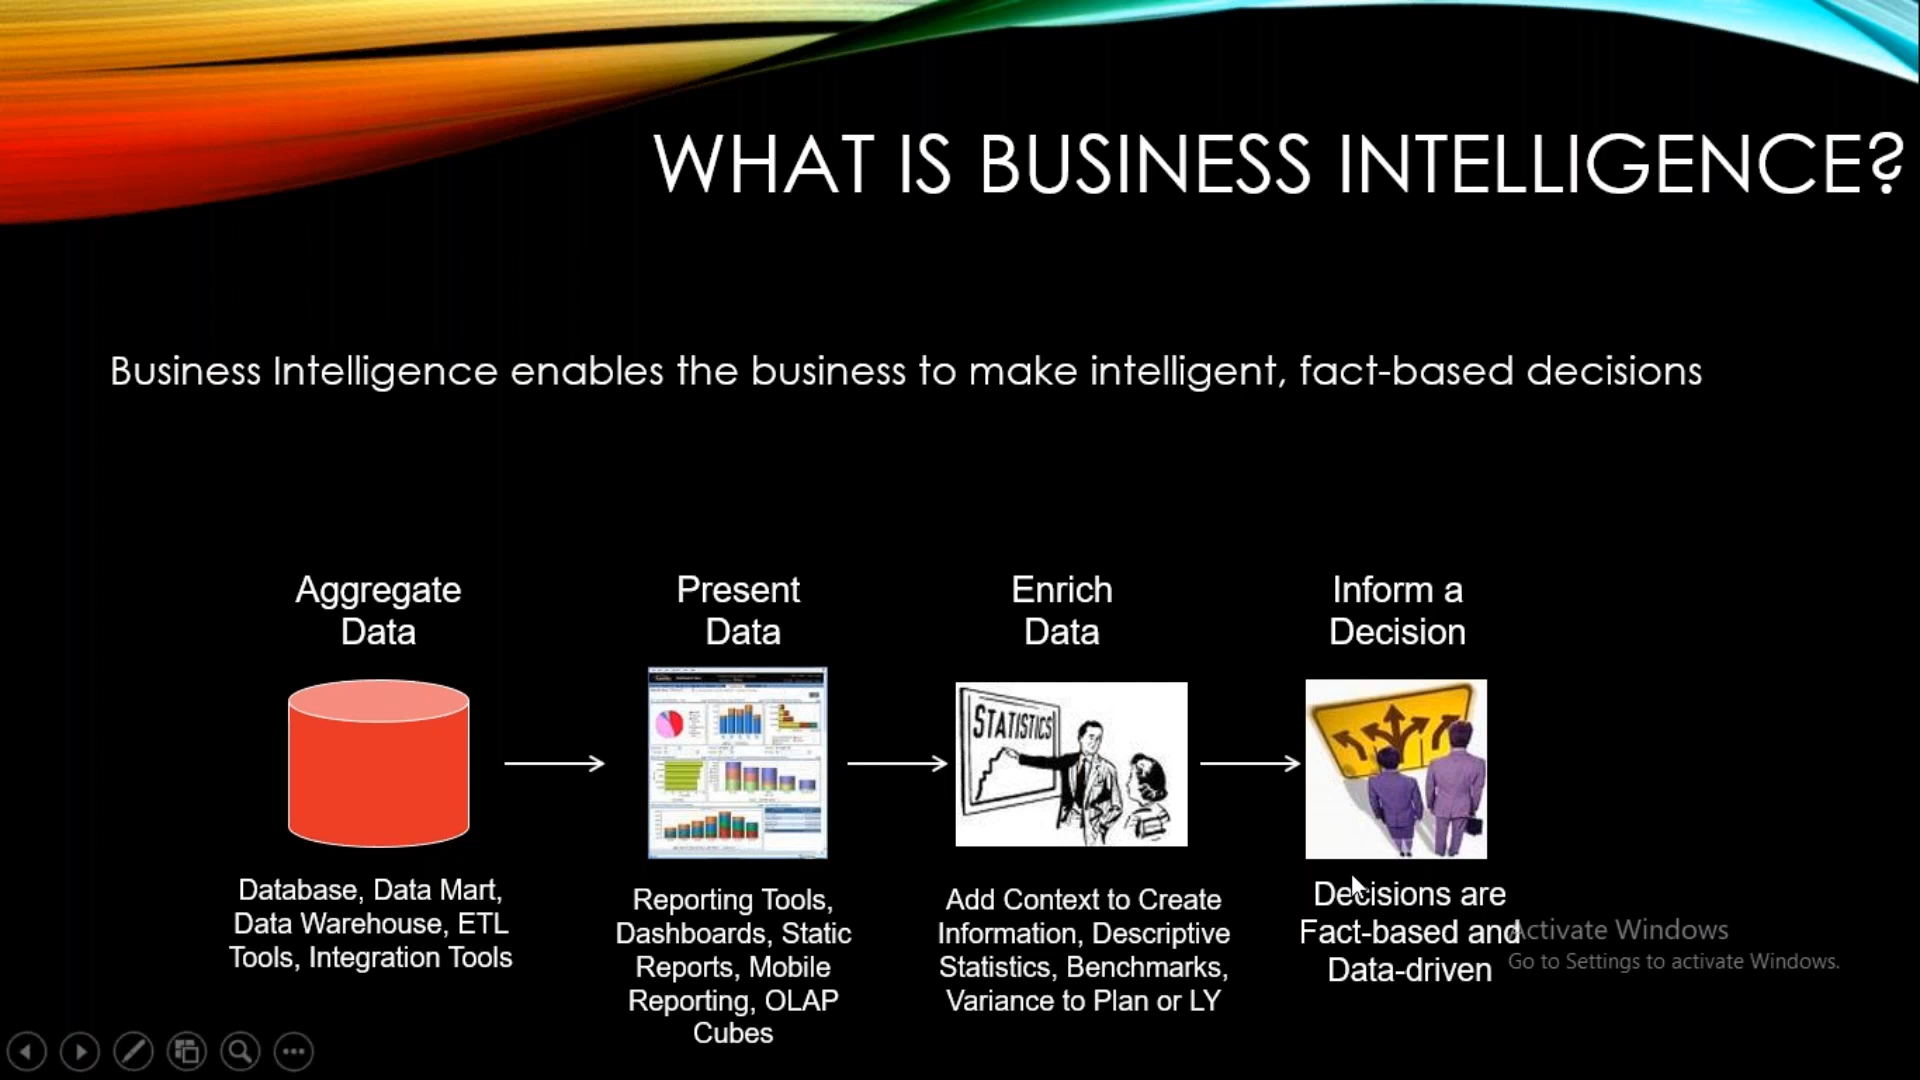 WHAT IS BUSINESS INTELLIGENCE?
Business Intelligence enables the business to make intelligent, fact-based decisions
Aggregate
Data
Database, Data Mart,
Data Warehouse, ETL
Tools, Integration Tools
Present
Data
Reporting Tools,
Dashboards, Static
Reports, Mobile
Reporting, OLAP
Cubes
Enrich
Data
STATISTICS
Add Context to Create
Information, Descriptive
Statistics, Benchmarks,
Variance to Plan or LY
Inform a
Decision
Decisions are
Fact-based and
Data-driven
Activate Windows
Go to Settings to activate Windows.